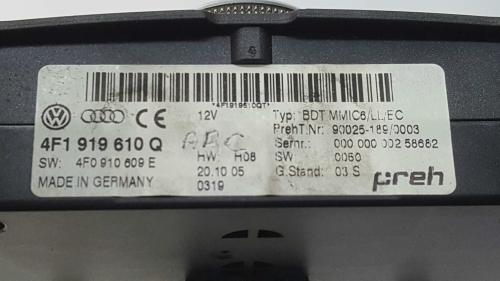 *4F1919610QT*
CE
12V
Typ: BDT MMIC6/LL/EC
4F1 919 610 Q
ABC
PrehT.Nr: 90025-189/0003
Sernr.: 000 000 002 58682
SW: 4F0 910 609 E
HW: H08
SW 0060
20.10 05
G.Stand: 03 S
MADE IN GERMANY
0319
preh